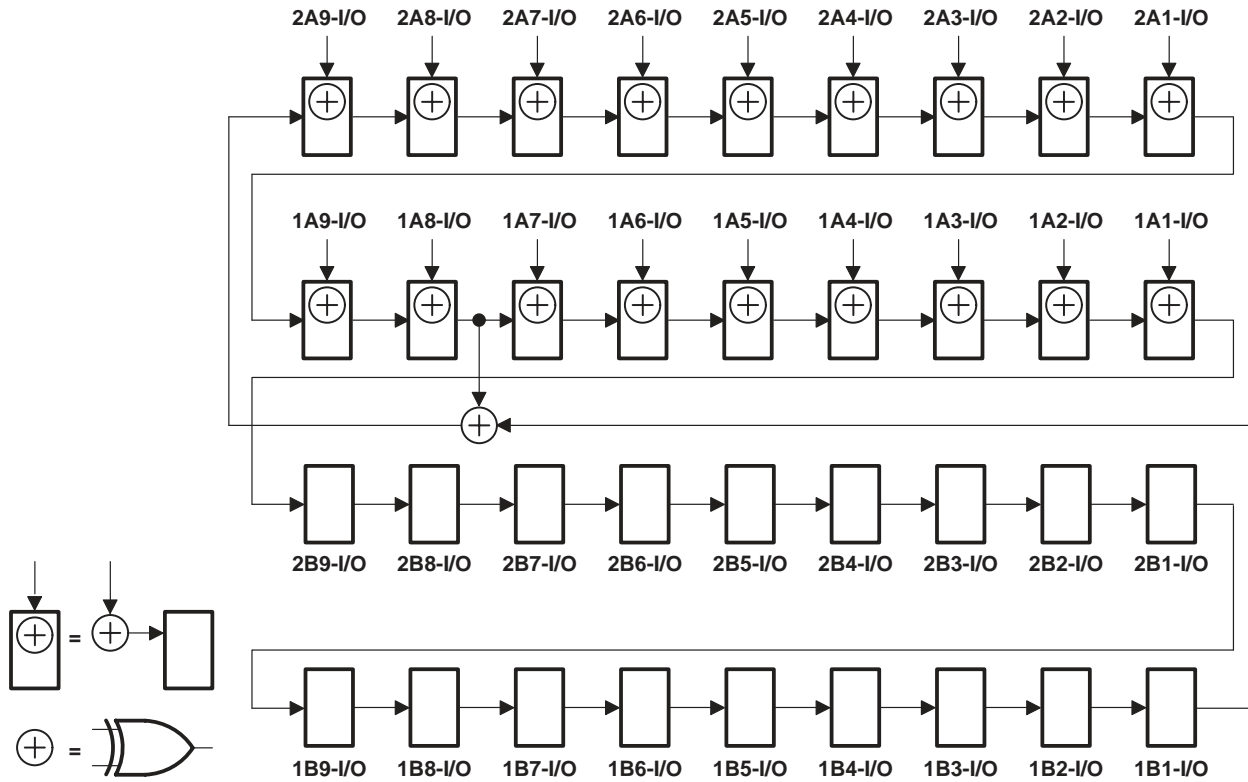 2A9-I/O 2A8-I/O 2A7-I/O 2A6-I/O 2A5-I/O 2A4-I/O 2A3-I/O 2A2-I/O 2A1-I/O
1A9-I/O 1A8-I/O 1A7-I/O 1A6-I/O 1A5-I/O 1A4-I/O 1A3-I/O 1A2-I/O 1A1-I/O
2B9-I/O 2B8-I/O 2B7-I/O 2B6-I/O 2B5-I/O 2B4-I/O 2B3-I/O 2B2-I/O 2B1-I/O
=
=
1B9-I/O 1B8-I/O 1B7-I/O 1B6-I/O 1B5-I/O 1B4-I/O 1B3-I/O 1B2-I/O 1B1-I/O